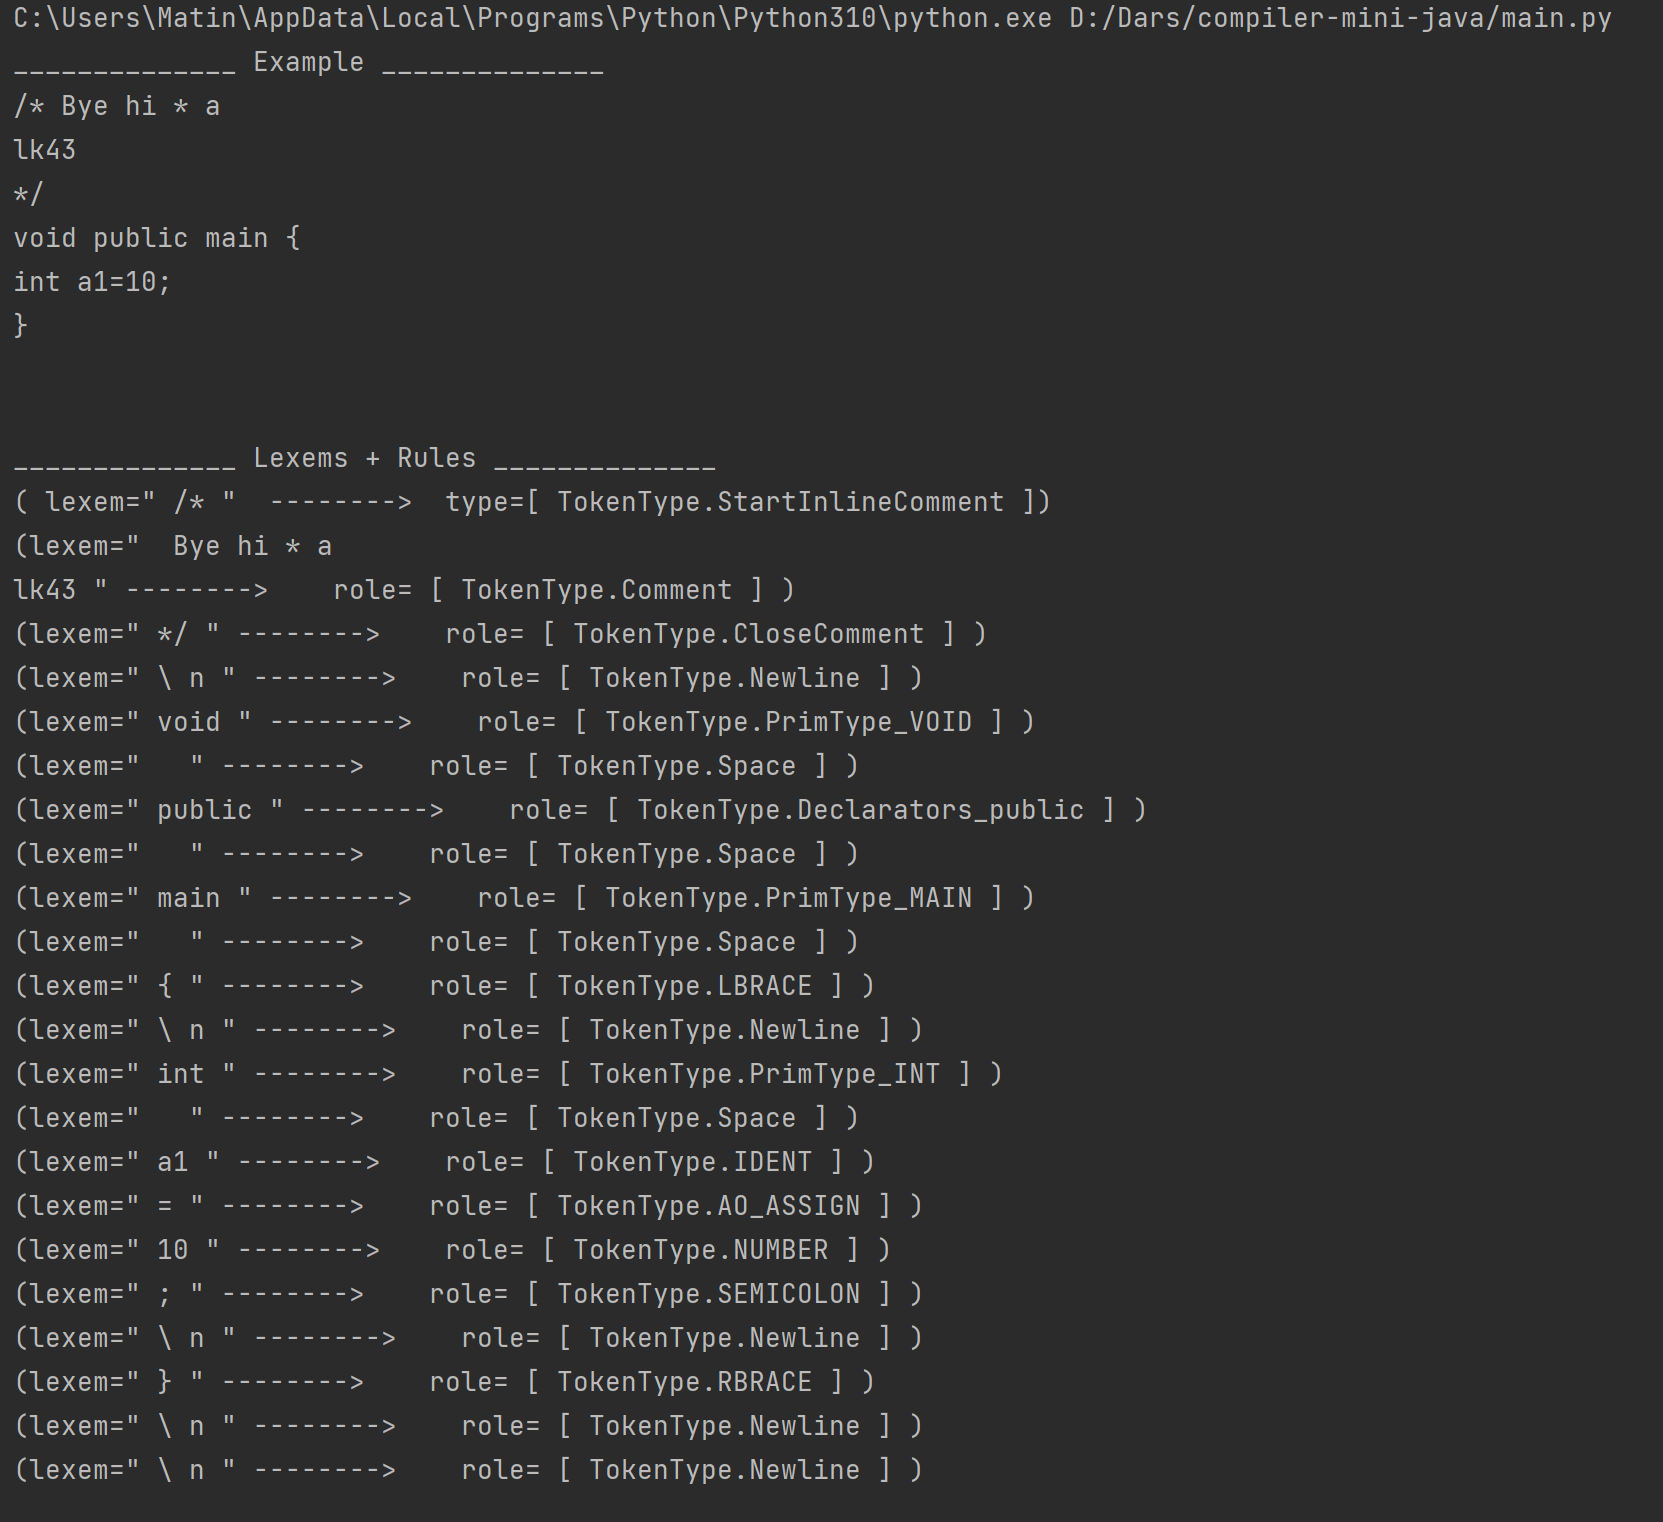 C:\Users\Matin\AppData\Local\Programs\Python\Python310\python.exe D:/Dars/compiler-mini-java/main.py
______________ Example ______________
/* Bye hi * a
lk43
*/
void public main {
int a1=10;
}
______________ Lexems + Rules ______________
( lexem=" /* "  -------->  type=[ TokenType.StartInlineComment ])
(lexem="  Bye hi * a
lk43 " -------->    role= [ TokenType.Comment ] )
(lexem=" */ " -------->    role= [ TokenType.CloseComment ] )
(lexem=" \ n " -------->    role= [ TokenType.Newline ] )
(lexem=" void " -------->    role= [ TokenType.PrimType_VOID ] )
(lexem="   " -------->    role= [ TokenType.Space ] )
(lexem=" public " -------->    role= [ TokenType.Declarators_public ] )
(lexem="   " -------->    role= [ TokenType.Space ] )
(lexem=" main " -------->    role= [ TokenType.PrimType_MAIN ] )
(lexem="   " -------->    role= [ TokenType.Space ] )
(lexem=" { " -------->    role= [ TokenType.LBRACE ] )
(lexem=" \ n " -------->    role= [ TokenType.Newline ] )
(lexem=" int " -------->    role= [ TokenType.PrimType_INT ] )
(lexem="   " -------->    role= [ TokenType.Space ] )
(lexem=" a1 " -------->    role= [ TokenType.IDENT ] )
(lexem=" = " -------->    role= [ TokenType.AO_ASSIGN ] )
(lexem=" 10 " -------->    role= [ TokenType.NUMBER ] )
(lexem=" ; " -------->    role= [ TokenType.SEMICOLON ] )
(lexem=" \ n " -------->    role= [ TokenType.Newline ] )
(lexem=" } " -------->    role= [ TokenType.RBRACE ] )
(lexem=" \ n " -------->    role= [ TokenType.Newline ] )
(lexem=" \ n " -------->    role= [ TokenType.Newline ] )